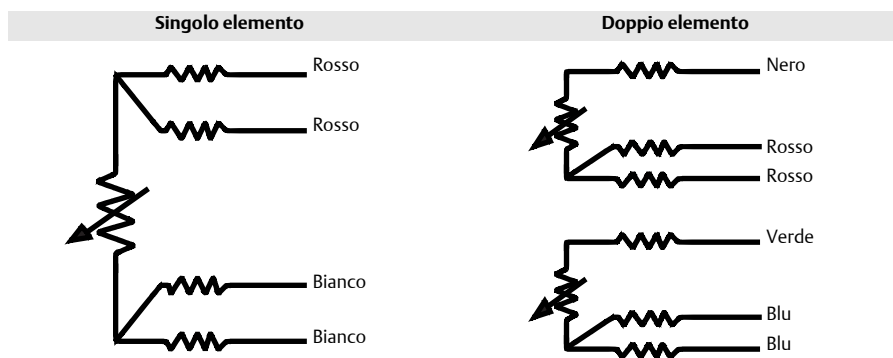 Singolo elemento
Rosso
Rosso
Bianco
Bianco
Doppio elemento
Nero
Rosso
Rosso
Verde
Blu
Blu